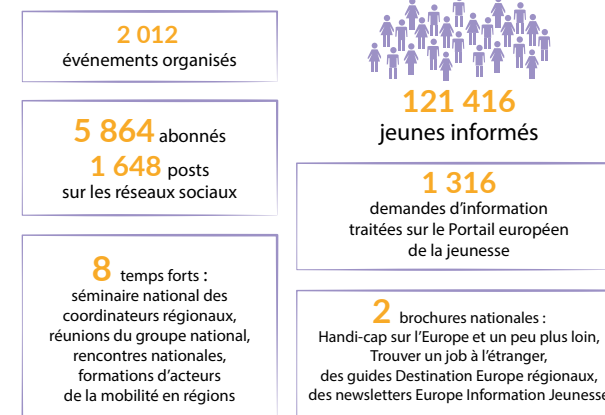 2 012
événements organisés
5 864 abonnés
1 648 posts
sur les réseaux sociaux
8 temps forts :
séminaire national des
coordinateurs régionaux,
réunions du groupe national,
rencontres nationales,
formations d'acteurs
de la mobilité en régions
121 416
jeunes informés
1 316
demandes d'information
traitées sur le Portail européen
de la jeunesse
2 brochures nationales :
Handi-cap sur l'Europe et un peu plus loin,
Trouver un job à l'étranger,
des guides Destination Europe régionaux,
des newsletters Europe Information Jeunesse